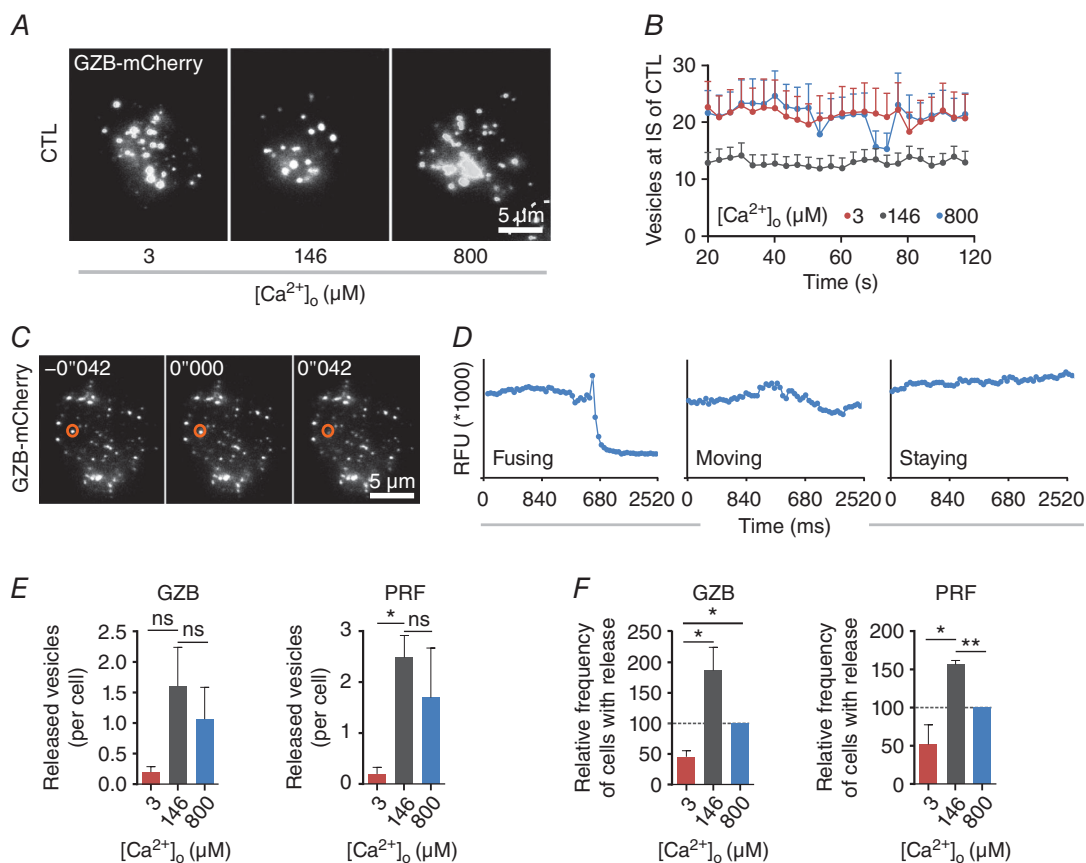 A
GZB-mCherry
CTL
5 µm
3 146 800
[Ca²⁺]ₒ (µM)
B
Vesicles at IS of CTL
30
20
10
0
[Ca²⁺]ₒ (µM) 3 146 800
20 40 60 80 100 120
Time (s)
C
GZB-mCherry
−0"042 0"000 0"042
5 µm
D
RFU (*1000)
Fusing Moving Staying
0 840 680 2520 0 840 680 2520 0 840 1680 2520
Time (ms)
E
GZB
Released vesicles
(per cell)
ns ns
2.5
2.0
1.5
1.0
0.5
0.0
3 146 800
[Ca²⁺]ₒ (µM)
PRF
Released vesicles
(per cell)
* ns
3
2
1
0
3 146 800
[Ca²⁺]ₒ (µM)
F
GZB
Relative frequency
of cells with release
*
*
250
200
150
100
50
0
3 146 800
[Ca²⁺]ₒ (µM)
PRF
Relative frequency
of cells with release
* **
200
150
100
50
0
3 146 800
[Ca²⁺]ₒ (µM)